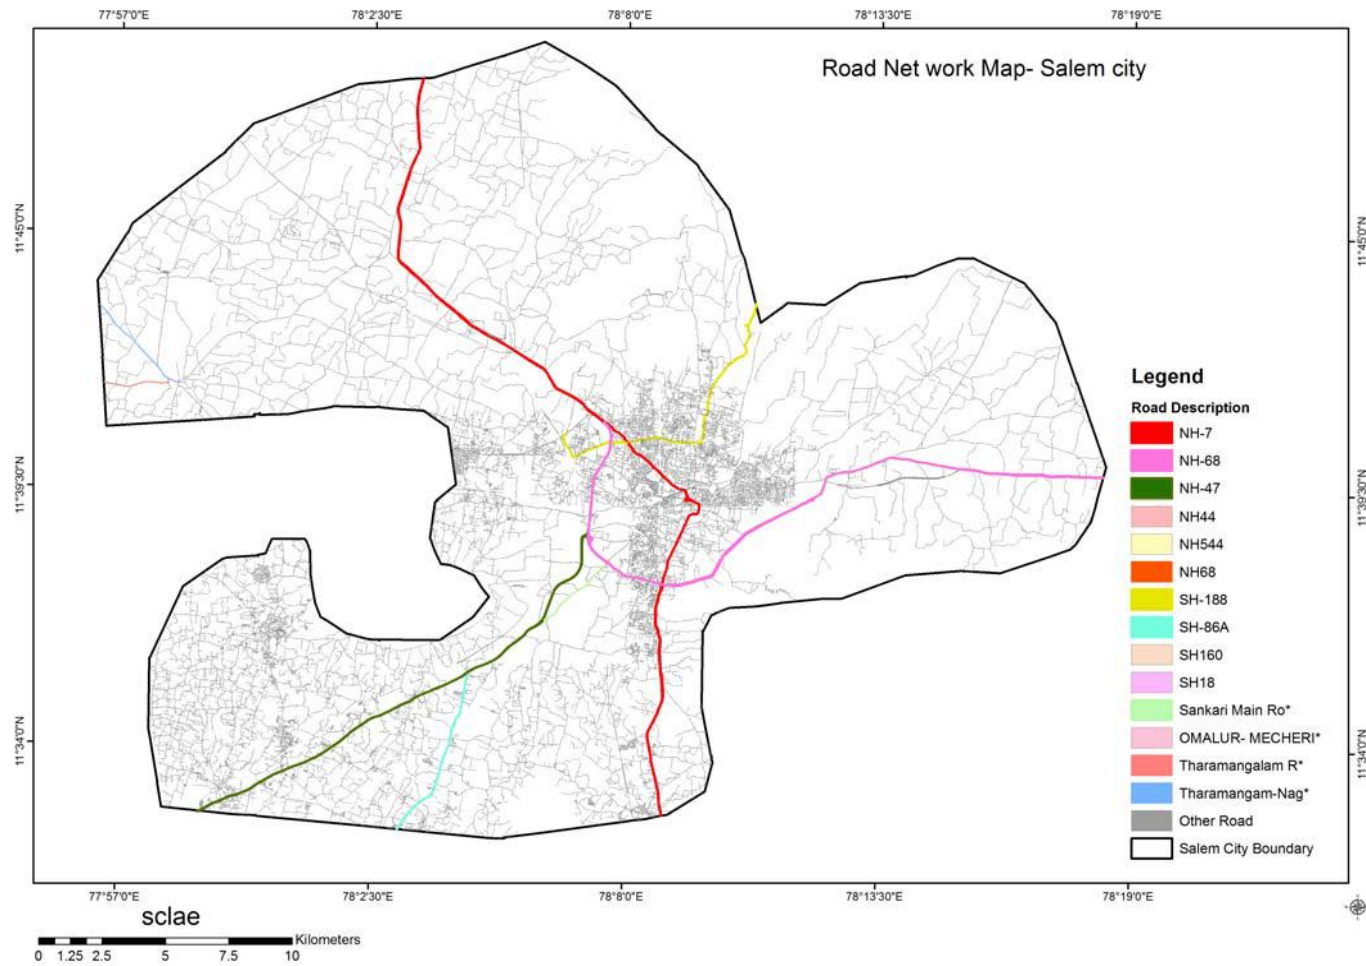 77°57'0"E 78°2'30"E 78°8'0"E 78°13'30"E 78°19'0"E
Road Net work Map- Salem city
11°45'0"N 11°45'0"N
11°39'30"N 11°39'30"N
11°34'0"N 11°34'0"N
Legend
Road Description
NH-7
NH-68
NH-47
NH44
NH544
NH68
SH-188
SH-86A
SH160
SH18
Sankari Main Ro*
OMALUR- MECHERI*
Tharamangalam R*
Tharamangam-Nag*
Other Road
Salem City Boundary
77°57'0"E 78°2'30"E 78°8'0"E 78°13'30"E 78°19'0"E
sclae
Kilometers
0 1.25 2.5 5 7.5 10